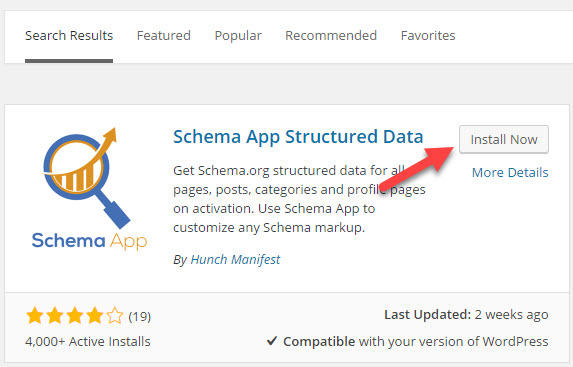 Search Results Featured Popular Recommended Favorites
Schema App Structured Data
Install Now
Get Schema.org structured data for all
pages, posts, categories and profile pages
on activation. Use Schema App to
customize any Schema markup.
More Details
By Hunch Manifest
Schema App
(19)
Last Updated: 2 weeks ago
4,000+ Active Installs
✔ Compatible with your version of WordPress